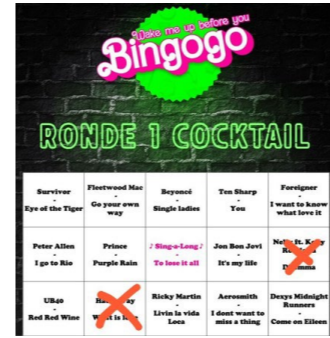 Wake me up before you
Bingogo
RONDE 1 COCKTAIL
Survivor
-
Eye of the Tiger
Fleetwood Mac
-
Go your own
way
Beyoncé
-
Single ladies
Ten Sharp
-
You
Foreigner
-
I want to know
what love it
Peter Allen
-
I go to Rio
Prince
-
Purple Rain
♪ Sing-a-Long ♪
-
To lose it all
Jon Bon Jovi
-
It's my life
ft.
UB40
-
Red Red Wine
Ricky Martin
-
Livin la vida
Loca
Aerosmith
-
I dont want to
miss a thing
Dexys Midnight
Runners
-
Come on Eileen